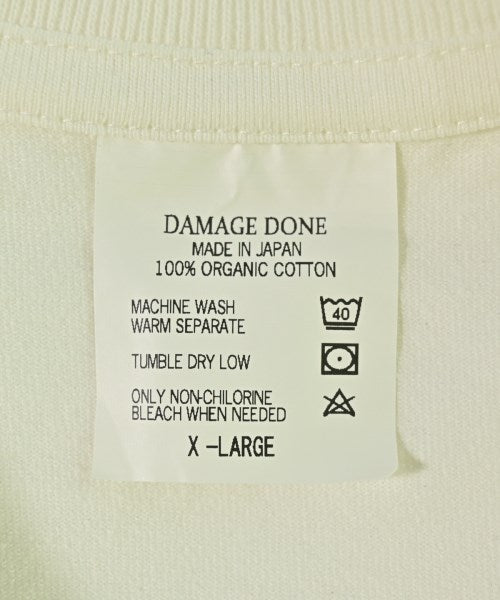 DAMAGE DONE
MADE IN JAPAN
100% ORGANIC COTTON
MACHINE WASH
WARM SEPARATE
40
TUMBLE DRY LOW
ONLY NON-CHILORINE
BLEACH WHEN NEEDED
X -LARGE